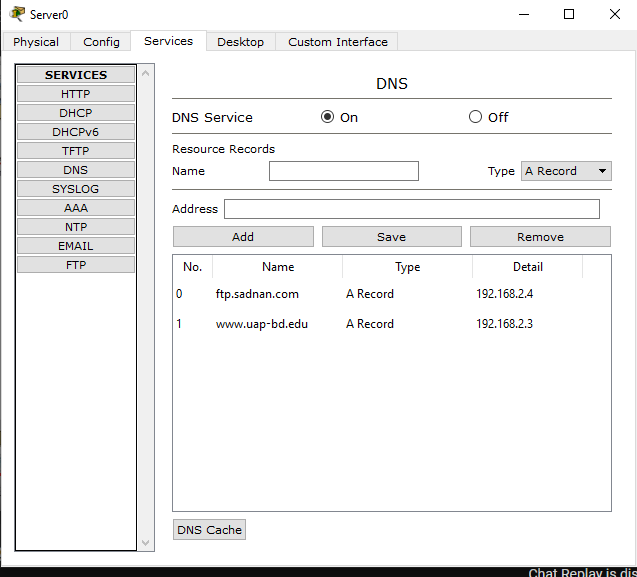 Server0
Physical Config Services Desktop Custom Interface
SERVICES
HTTP
DHCP
DHCPv6
TFTP
DNS
SYSLOG
AAA
NTP
EMAIL
FTP
DNS
DNS Service On Off
Resource Records
Name Type A Record
Address
Add Save Remove
No. Name Type Detail
0 ftp.sadnan.com A Record 192.168.2.4
1 www.uap-bd.edu A Record 192.168.2.3
DNS Cache
Chat Replay is dis